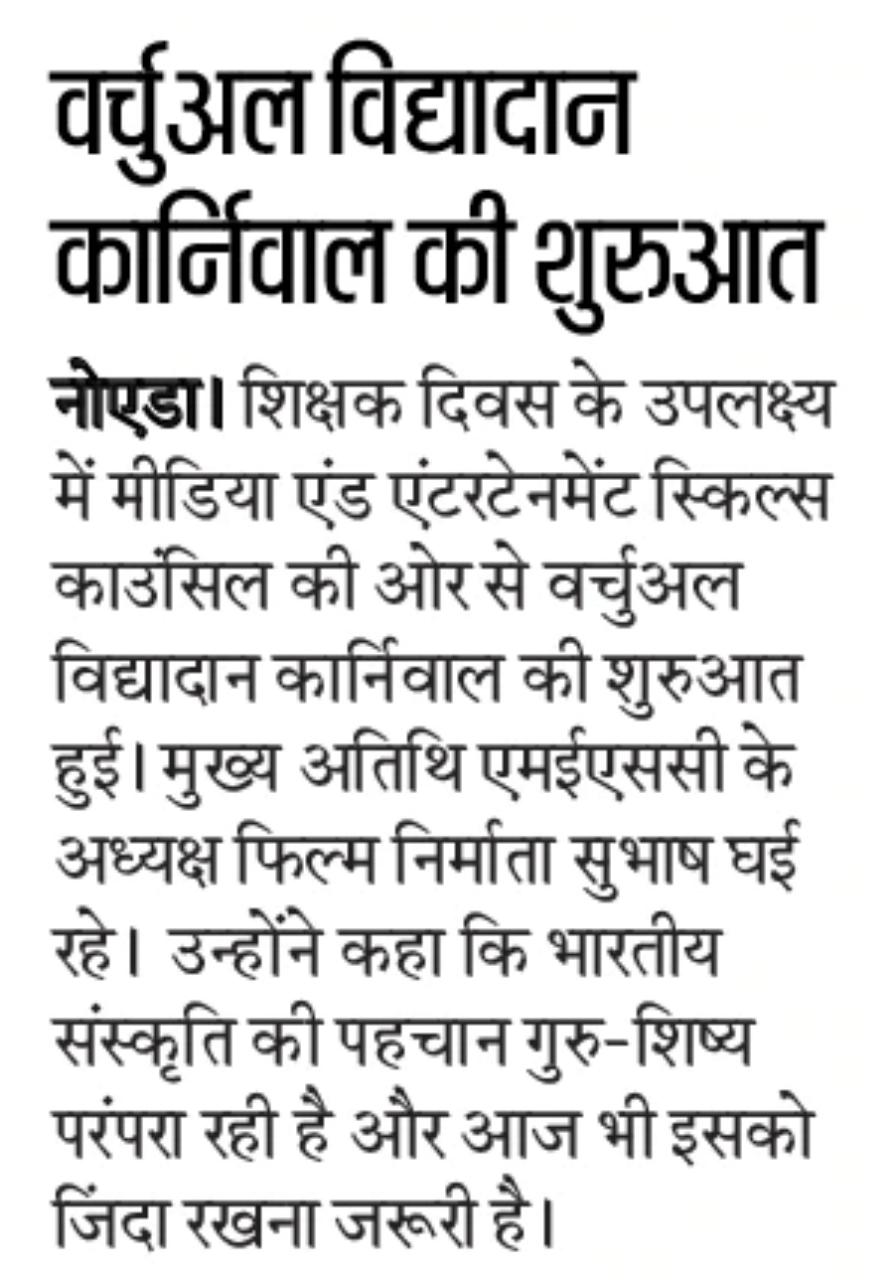 वर्चुअल विद्यादान
कार्निवाल की शुरुआत
नोएडा। शिक्षक दिवस के उपलक्ष्य
में मीडिया एंड एंटरटेनमेंट स्किल्स
काउंसिल की ओर से वर्चुअल
विद्यादान कार्निवाल की शुरुआत
हुई। मुख्य अतिथि एमईएससी के
अध्यक्ष फिल्म निर्माता सुभाष घई
रहे। उन्होंने कहा कि भारतीय
संस्कृति की पहचान गुरु-शिष्य
परंपरा रही है और आज भी इसको
जिंदा रखना जरूरी है।